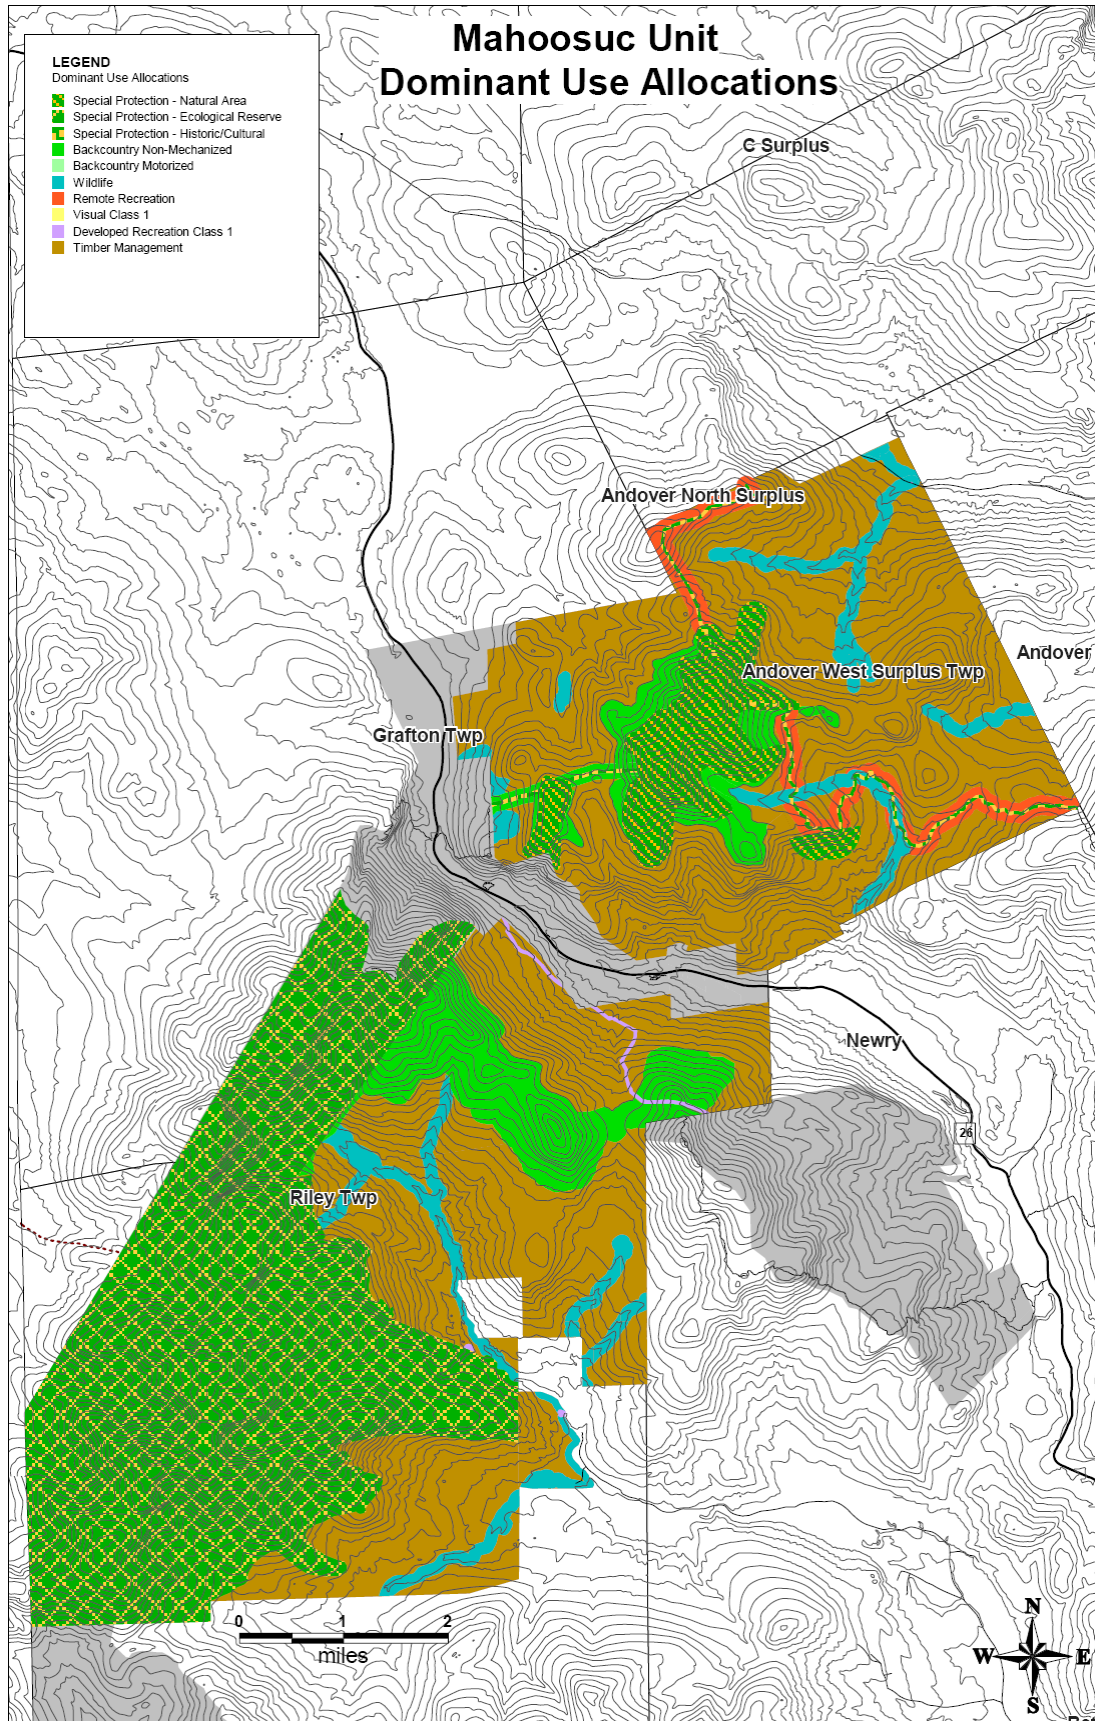 Mahoosuc Unit
Dominant Use Allocations
LEGEND
Dominant Use Allocations
Special Protection - Natural Area
Special Protection - Ecological Reserve
Special Protection - Historic/Cultural
Backcountry Non-Mechanized
Backcountry Motorized
Wildlife
Remote Recreation
Visual Class 1
Developed Recreation Class 1
Timber Management
C Surplus
Andover North Surplus
Andover
Andover West Surplus Twp
Grafton Twp
Newry
26
Riley Twp
0 1 2
miles
N
W E
S